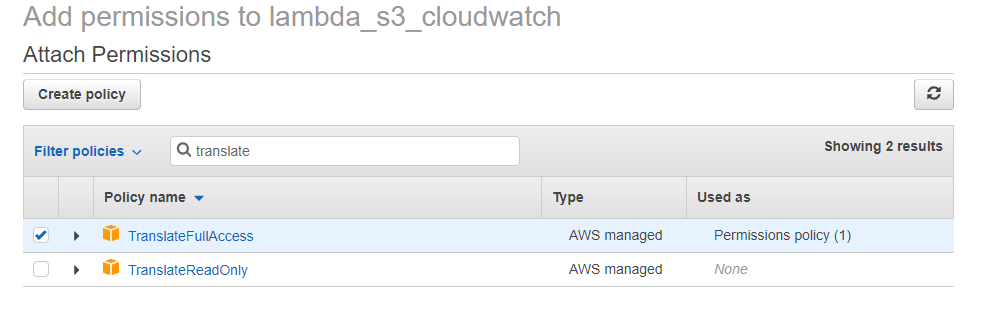 Add permissions to lambda_s3_cloudwatch
Attach Permissions
Create policy
Filter policies translate Showing 2 results
Policy name Type Used as
TranslateFullAccess AWS managed Permissions policy (1)
TranslateReadOnly AWS managed None